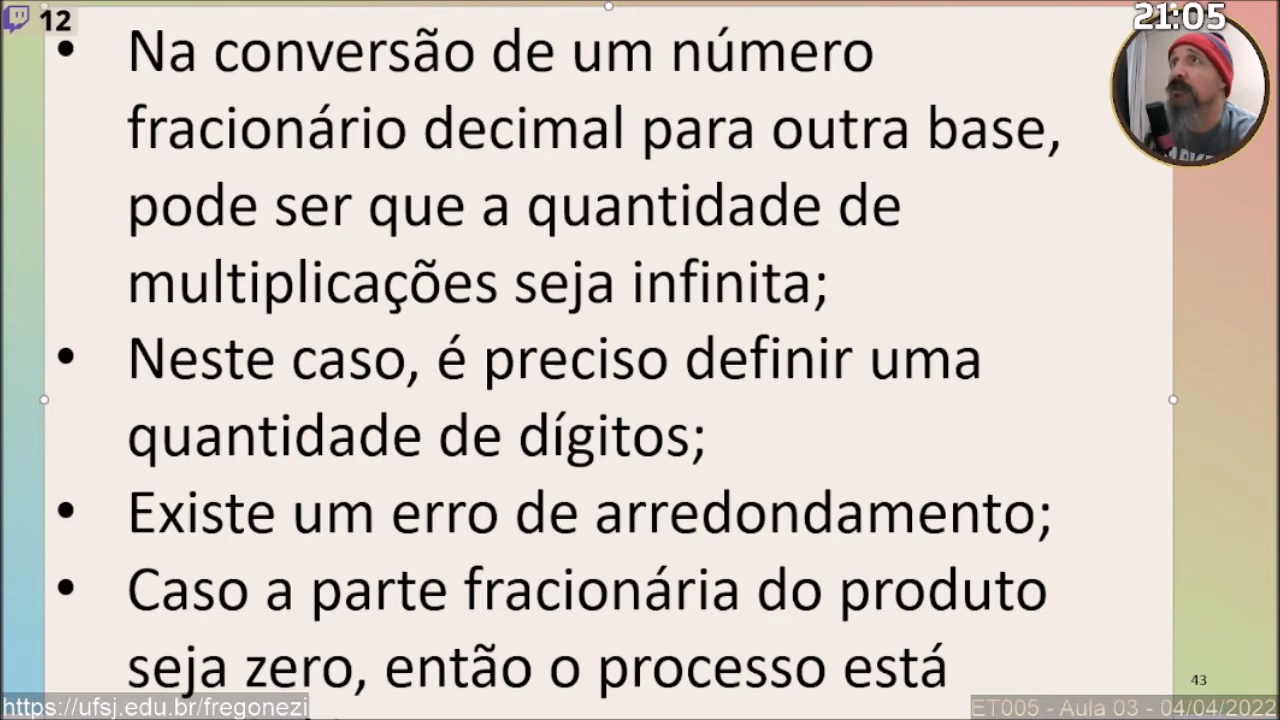 12
21:05
• Na conversão de um número
fracionário decimal para outra base,
pode ser que a quantidade de
multiplicações seja infinita;
• Neste caso, é preciso definir uma
quantidade de dígitos;
• Existe um erro de arredondamento;
• Caso a parte fracionária do produto
seja zero, então o processo está
43
https://ufsj.edu.br/fregonezi
ET005 - Aula 03 - 04/04/2022